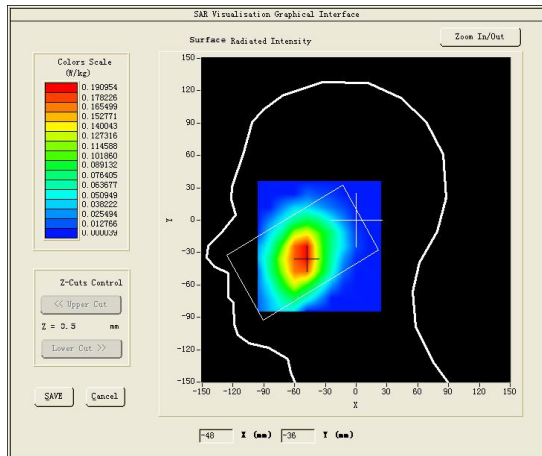 SAR Visualisation Graphical Interface
Surface Radiated Intensity
Zoom In/Out
Colors Scale
(W/kg)
0.190954
0.178226
0.165499
0.152771
0.140043
0.127316
0.114588
0.101860
0.089132
0.076405
0.063677
0.050949
0.038222
0.025494
0.012766
0.000039
Z-Cuts Control
<< Upper Cut
Z = 3.5 mm
Lower Cut >>
SAVE Cancel
150
120
90
60
30
0
-30
-60
-90
-120
-150
Y
-150 -120 -90 -60 -30 0 30 60 90 120 150
X
-48 X (mm) -36 Y (mm)